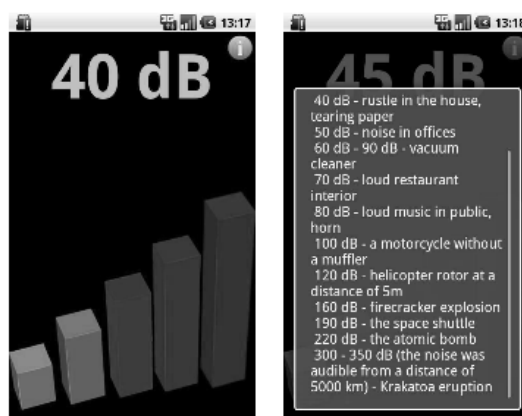 13:17
40 dB
i
13:18
45 dB
i
40 dB - rustle in the house,
tearing paper
50 dB - noise in offices
60 dB - 90 dB - vacuum
cleaner
70 dB - loud restaurant
interior
80 dB - loud music in public,
horn
100 dB - a motorcycle without
a muffler
120 dB - helicopter rotor at a
distance of 5m
160 dB - firecracker explosion
190 dB - the space shuttle
220 dB - the atomic bomb
300 - 350 dB (the noise was
audible from a distance of
5000 km) - Krakatoa eruption